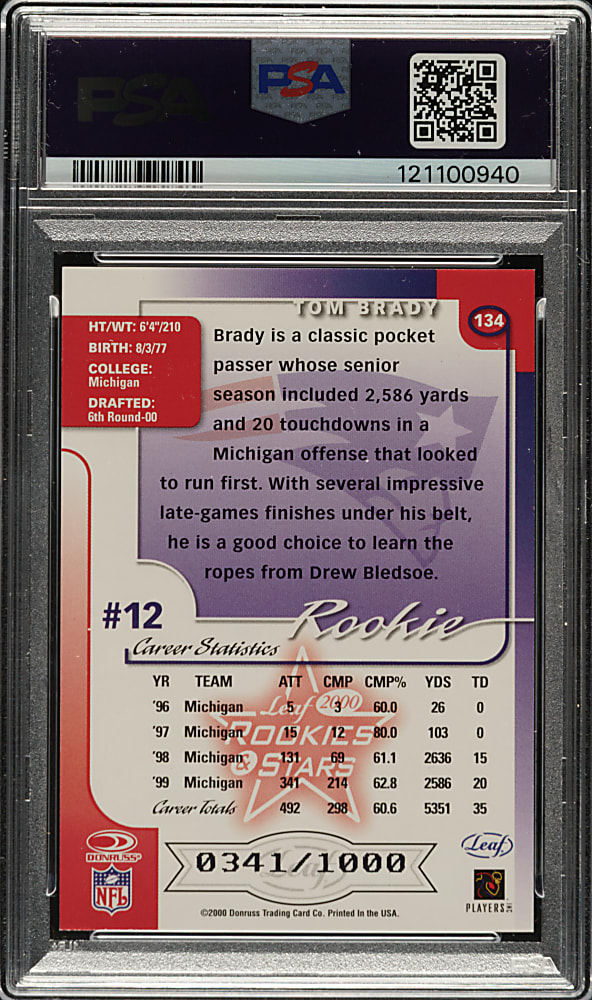 PSA
PSA
121100940
TOM BRADY
134
HT/WT: 6'4"/210
BIRTH: 8/3/77
COLLEGE:
Michigan
DRAFTED:
6th Round-00
Brady is a classic pocket
passer whose senior
season included 2,586 yards
and 20 touchdowns in a
Michigan offense that looked
to run first. With several impressive
late-games finishes under his belt,
he is a good choice to learn the
ropes from Drew Bledsoe.
#12
Rookie
Career Statistics
YR TEAM ATT CMP CMP% YDS TD
'96 Michigan 5 3 60.0 26 0
'97 Michigan 15 12 80.0 103 0
'98 Michigan 131 69 61.1 2636 15
'99 Michigan 341 214 62.8 2586 20
Career Totals 492 298 60.6 5351 35
Leaf 2000
ROOKIES
& STARS
DONRUSS
NFL
Leaf
0341/1000
Leaf
PLAYERS
©2000 Donruss Trading Card Co. Printed in the USA.